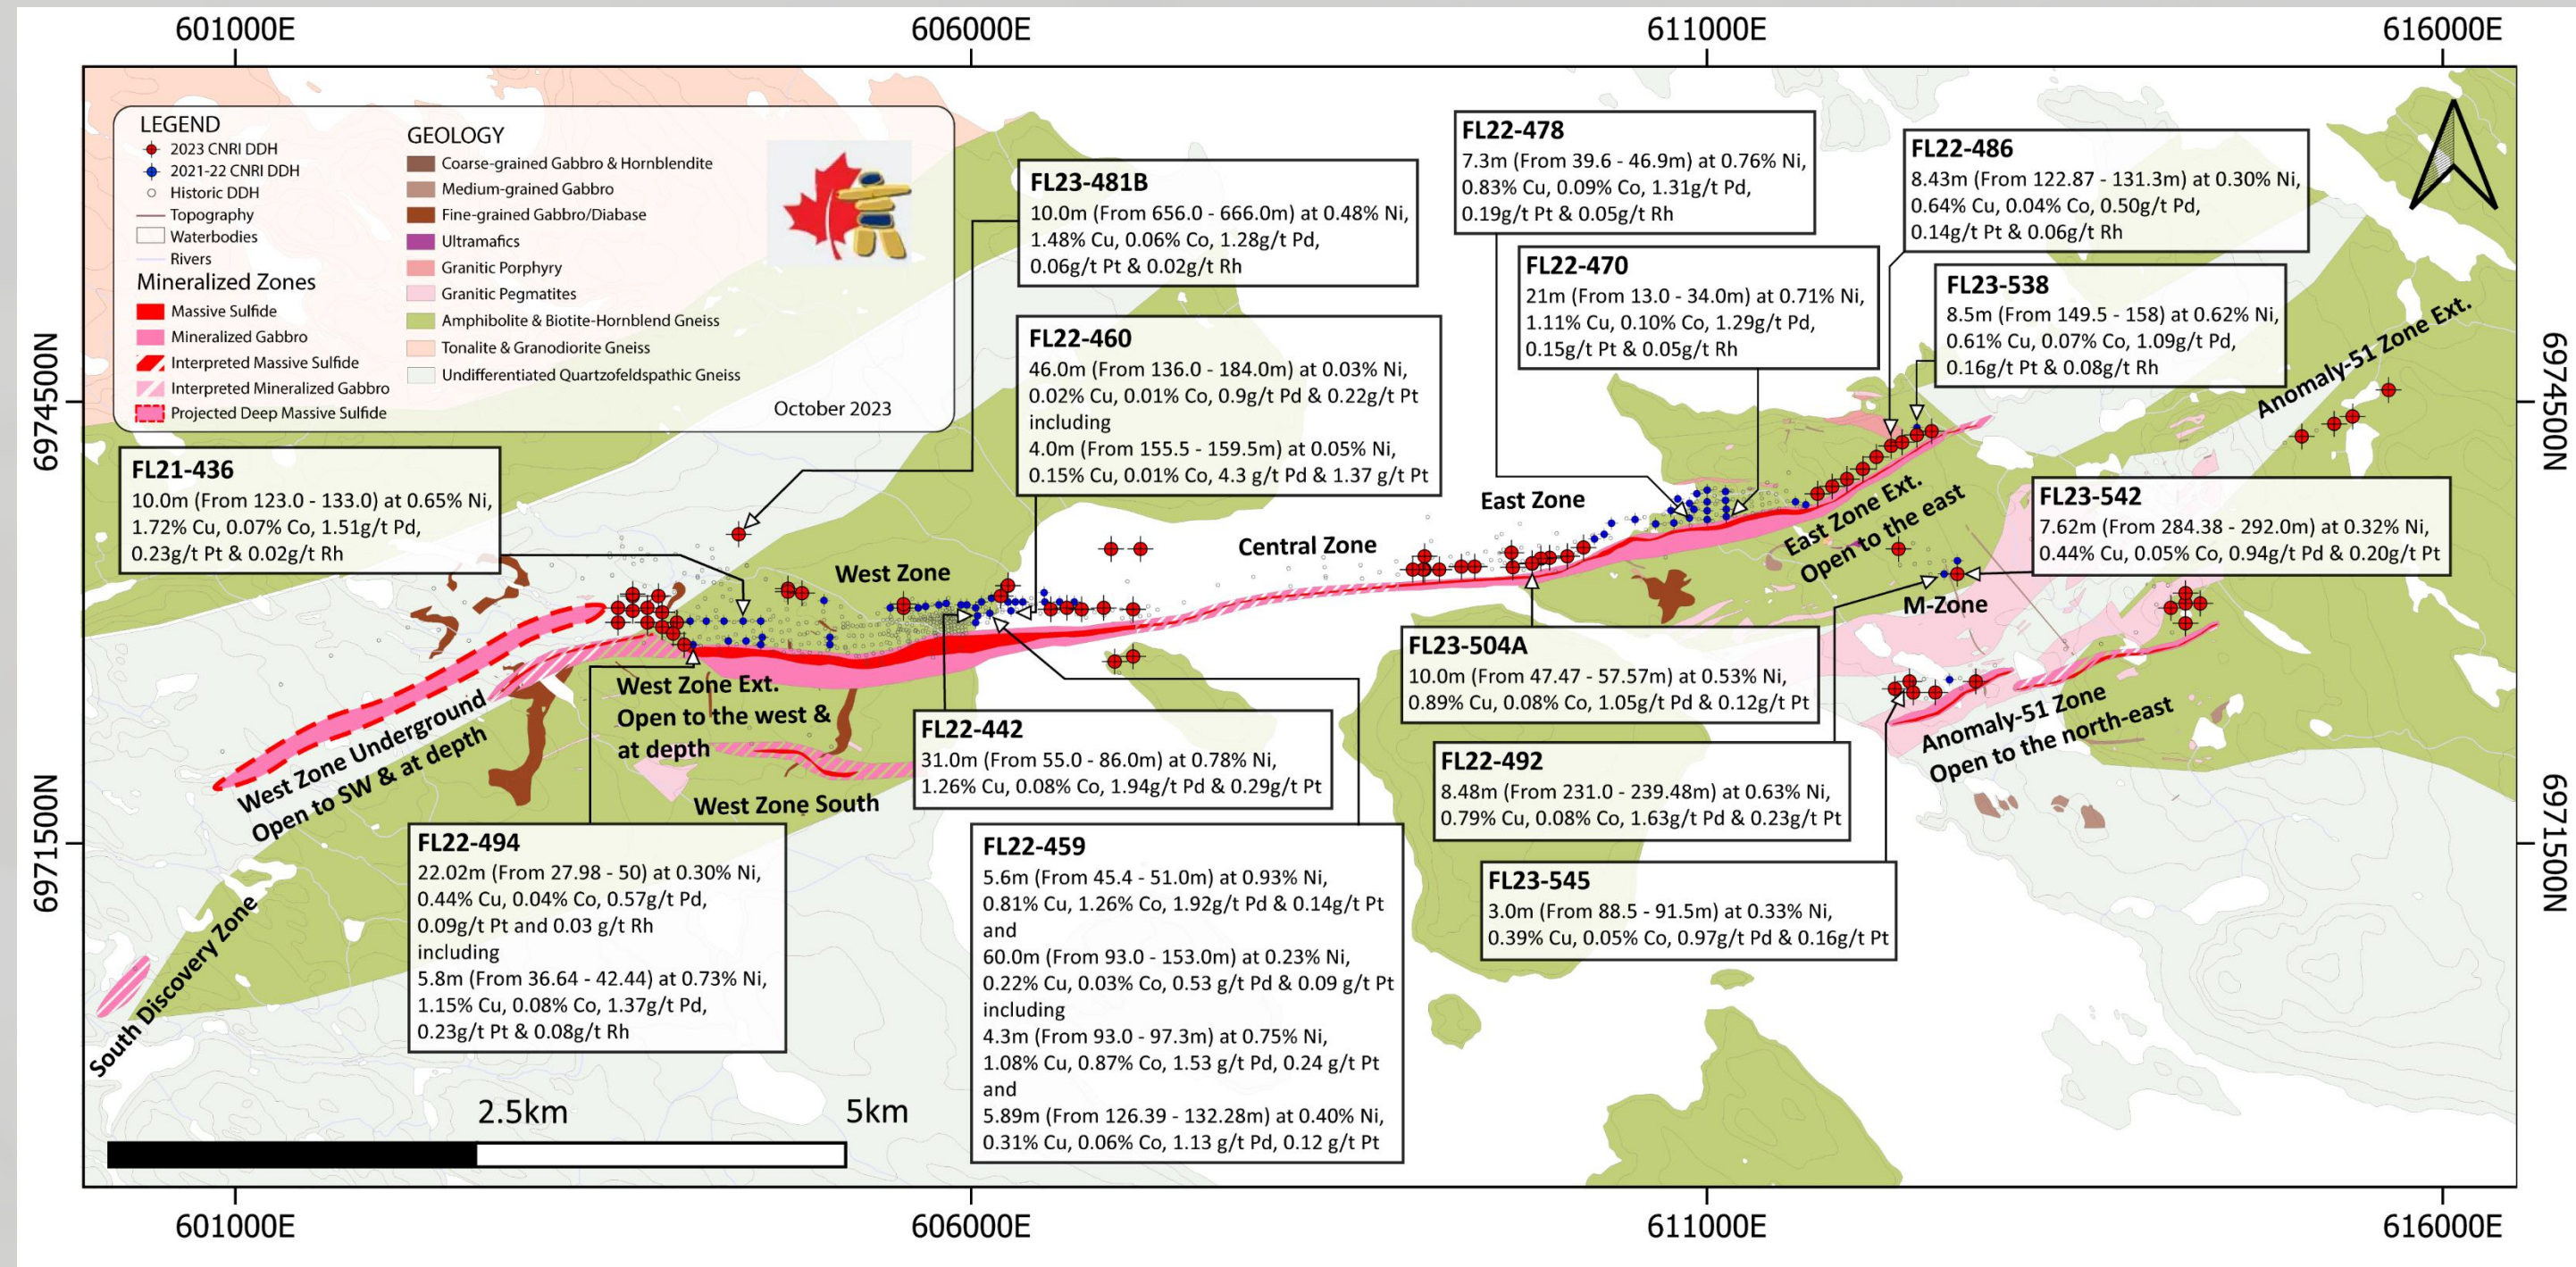 601000E
606000E
611000E
616000E
6974500N
6971500N
6974500N
6971500N
LEGEND
2023 CNRI DDH
2021-22 CNRI DDH
Historic DDH
Topography
Waterbodies
Rivers
Mineralized Zones
Massive Sulfide
Mineralized Gabbro
Interpreted Massive Sulfide
Interpreted Mineralized Gabbro
Projected Deep Massive Sulfide
GEOLOGY
Coarse-grained Gabbro & Hornblendite
Medium-grained Gabbro
Fine-grained Gabbro/Diabase
Ultramafics
Granitic Porphyry
Granitic Pegmatites
Amphibolite & Biotite-Hornblend Gneiss
Tonalite & Granodiorite Gneiss
Undifferentiated Quartzofeldspathic Gneiss
October 2023
FL23-481B
10.0m (From 656.0 - 666.0m) at 0.48% Ni,
1.48% Cu, 0.06% Co, 1.28g/t Pd,
0.06g/t Pt & 0.02g/t Rh
FL22-460
46.0m (From 136.0 - 184.0m) at 0.03% Ni,
0.02% Cu, 0.01% Co, 0.9g/t Pd & 0.22g/t Pt
including
4.0m (From 155.5 - 159.5m) at 0.05% Ni,
0.15% Cu, 0.01% Co, 4.3 g/t Pd & 1.37 g/t Pt
FL22-478
7.3m (From 39.6 - 46.9m) at 0.76% Ni,
0.83% Cu, 0.09% Co, 1.31g/t Pd,
0.19g/t Pt & 0.05g/t Rh
FL22-470
21m (From 13.0 - 34.0m) at 0.71% Ni,
1.11% Cu, 0.10% Co, 1.29g/t Pd,
0.15g/t Pt & 0.05g/t Rh
FL22-486
8.43m (From 122.87 - 131.3m) at 0.30% Ni,
0.64% Cu, 0.04% Co, 0.50g/t Pd,
0.14g/t Pt & 0.06g/t Rh
FL23-538
8.5m (From 149.5 - 158) at 0.62% Ni,
0.61% Cu, 0.07% Co, 1.09g/t Pd,
0.16g/t Pt & 0.08g/t Rh
Anomaly-51 Zone Ext.
FL21-436
10.0m (From 123.0 - 133.0) at 0.65% Ni,
1.72% Cu, 0.07% Co, 1.51g/t Pd,
0.23g/t Pt & 0.02g/t Rh
West Zone
Central Zone
East Zone
East Zone Ext.
Open to the east
FL23-542
7.62m (From 284.38 - 292.0m) at 0.32% Ni,
0.44% Cu, 0.05% Co, 0.94g/t Pd & 0.20g/t Pt
M-Zone
FL23-504A
10.0m (From 47.47 - 57.57m) at 0.53% Ni,
0.89% Cu, 0.08% Co, 1.05g/t Pd & 0.12g/t Pt
Anomaly-51 Zone
Open to the north-east
West Zone Ext.
Open to the west &
at depth
West Zone Underground
Open to SW & at depth
West Zone South
FL22-442
31.0m (From 55.0 - 86.0m) at 0.78% Ni,
1.26% Cu, 0.08% Co, 1.94g/t Pd & 0.29g/t Pt
FL22-492
8.48m (From 231.0 - 239.48m) at 0.63% Ni,
0.79% Cu, 0.08% Co, 1.63g/t Pd & 0.23g/t Pt
FL22-494
22.02m (From 27.98 - 50) at 0.30% Ni,
0.44% Cu, 0.04% Co, 0.57g/t Pd,
0.09g/t Pt and 0.03 g/t Rh
including
5.8m (From 36.64 - 42.44) at 0.73% Ni,
1.15% Cu, 0.08% Co, 1.37g/t Pd,
0.23g/t Pt & 0.08g/t Rh
FL22-459
5.6m (From 45.4 - 51.0m) at 0.93% Ni,
0.81% Cu, 1.26% Co, 1.92g/t Pd & 0.14g/t Pt
and
60.0m (From 93.0 - 153.0m) at 0.23% Ni,
0.22% Cu, 0.03% Co, 0.53 g/t Pd & 0.09 g/t Pt
including
4.3m (From 93.0 - 97.3m) at 0.75% Ni,
1.08% Cu, 0.87% Co, 1.53 g/t Pd, 0.24 g/t Pt
and
5.89m (From 126.39 - 132.28m) at 0.40% Ni,
0.31% Cu, 0.06% Co, 1.13 g/t Pd, 0.12 g/t Pt
FL23-545
3.0m (From 88.5 - 91.5m) at 0.33% Ni,
0.39% Cu, 0.05% Co, 0.97g/t Pd & 0.16g/t Pt
South Discovery Zone
2.5km
5km
601000E
606000E
611000E
616000E